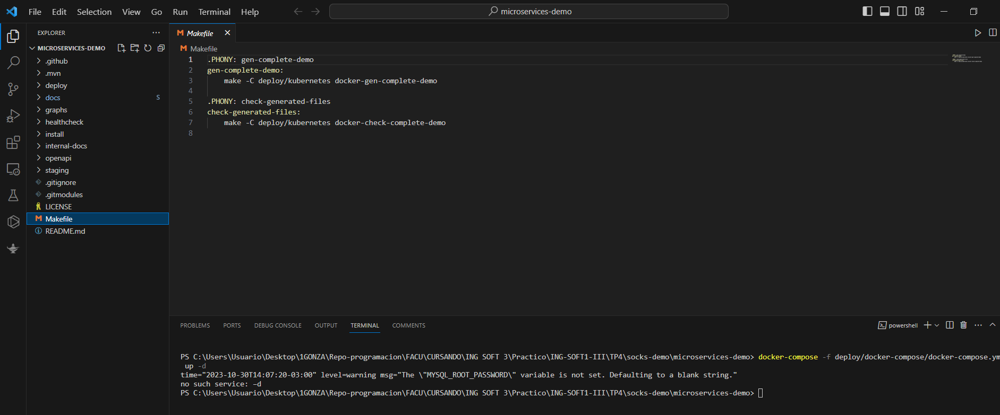 File Edit Selection View Go Run Terminal Help
microservices-demo
EXPLORER
MICROSERVICES-DEMO
.github
.mvn
deploy
docs S
graphs
healthcheck
install
internal-docs
openapi
staging
.gitignore
.gitmodules
LICENSE
Makefile
README.md
Makefile
Makefile
1 .PHONY: gen-complete-demo
2 gen-complete-demo:
3 make -C deploy/kubernetes docker-gen-complete-demo
4
5 .PHONY: check-generated-files
6 check-generated-files:
7 make -C deploy/kubernetes docker-check-complete-demo
8
PROBLEMS PORTS DEBUG CONSOLE OUTPUT TERMINAL COMMENTS
powershell
PS C:\Users\Usuario\Desktop\1GONZA\Repo-programacion\FACU\CURSANDO\ING SOFT 3\Practico\ING-SOFT1-III\TP4\socks-demo\microservices-demo> docker-compose -f deploy/docker-compose/docker-compose.ym
up -d
time="2023-10-30T14:07:20-03:00" level=warning msg="The \"MYSQL_ROOT_PASSWORD\" variable is not set. Defaulting to a blank string."
no such service: –d
PS C:\Users\Usuario\Desktop\1GONZA\Repo-programacion\FACU\CURSANDO\ING SOFT 3\Practico\ING-SOFT1-III\TP4\socks-demo\microservices-demo>